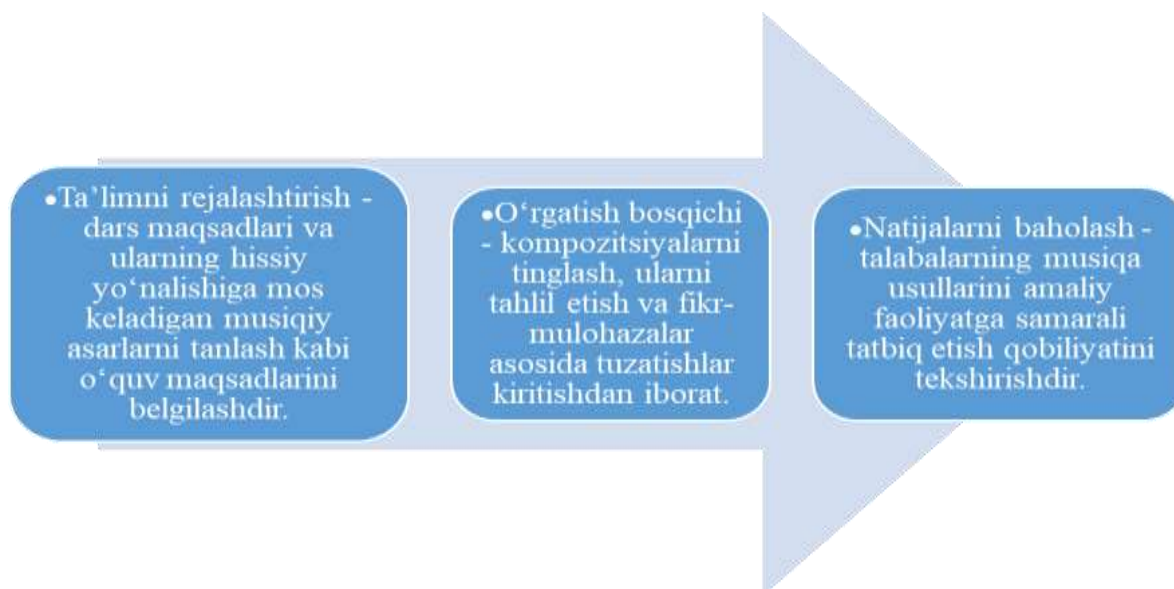 •Ta’limni rejalashtirish -
dars maqsadlari va
ularning hissiy
yo‘nalishiga mos
keladigan musiqiy
asarlarni tanlash kabi
o‘quv maqsadlarini
belgilashdir.
•O‘rgatish bosqichi
- kompozitsiyalarni
tinglash, ularni
tahlil etish va fikr-
mulohazalar
asosida tuzatishlar
kiritishdan iborat.
•Natijalarni baholash -
talabalarning musiqa
usullarini amaliy
faoliyatga samarali
tatbiq etish qobiliyatini
tekshirishdir.